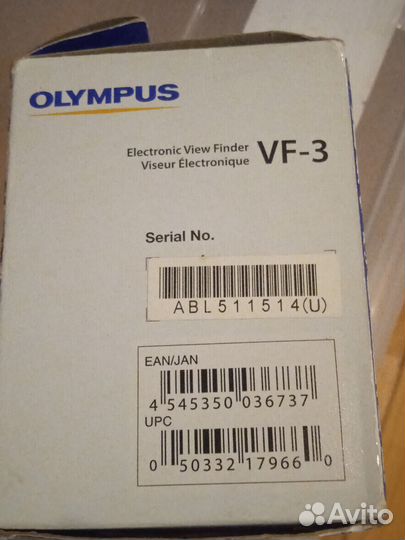 OLYMPUS
Electronic View Finder
Viseur Électronique
VF-3
Serial No.
ABL511514(U)
EAN/JAN
4 545350 036737
UPC
0 50332 17966 0
Avito